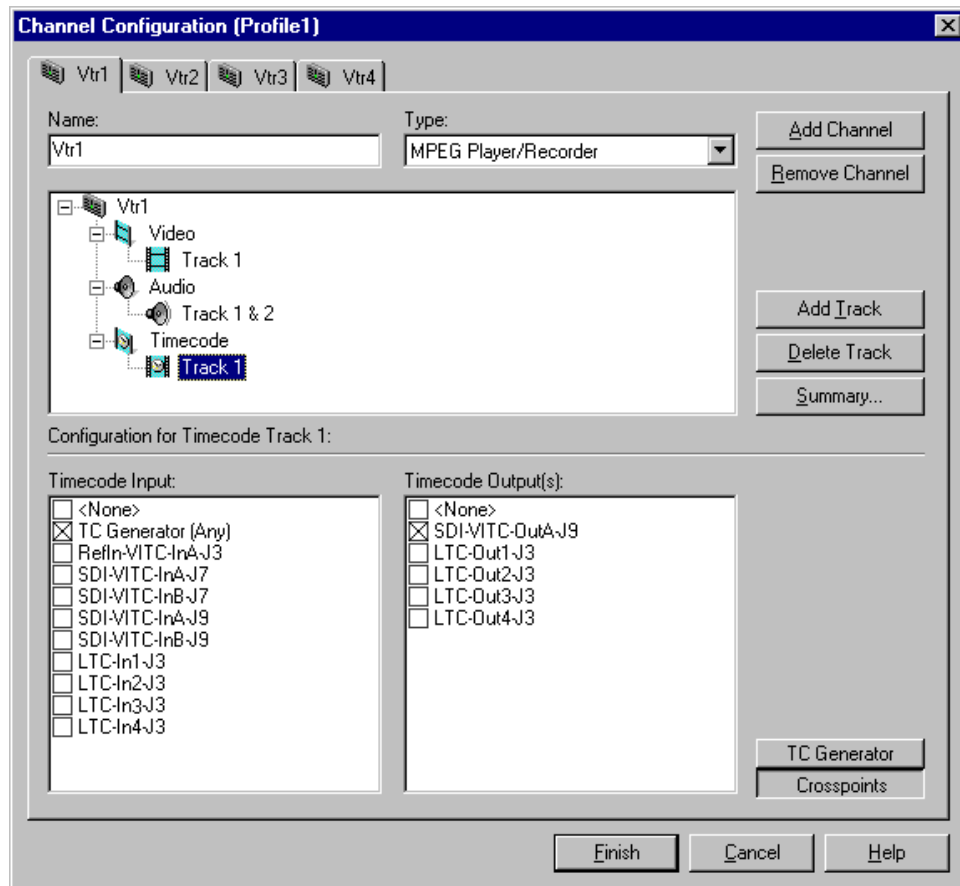 Channel Configuration (Profile1)
Vtr1 Vtr2 Vtr3 Vtr4
Name:
Vtr1
Type:
MPEG Player/Recorder
Add Channel
Remove Channel
Vtr1
Video
Track 1
Audio
Track 1 & 2
Timecode
Track 1
Add Track
Delete Track
Summary...
Configuration for Timecode Track 1:
Timecode Input:
<None>
TC Generator (Any)
RefIn-VITC-InA-J3
SDI-VITC-InA-J7
SDI-VITC-InB-J7
SDI-VITC-InA-J9
SDI-VITC-InB-J9
LTC-In1-J3
LTC-In2-J3
LTC-In3-J3
LTC-In4-J3
Timecode Output(s):
<None>
SDI-VITC-OutA-J9
LTC-Out1-J3
LTC-Out2-J3
LTC-Out3-J3
LTC-Out4-J3
TC Generator
Crosspoints
Finish
Cancel
Help